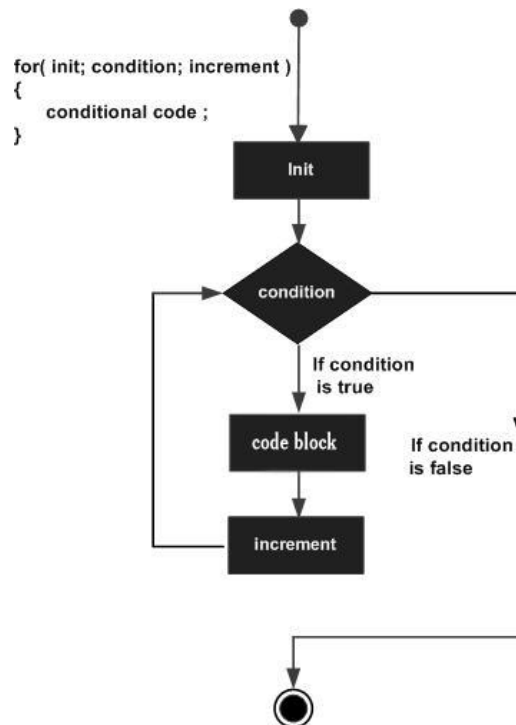 for( init; condition; increment )
{
conditional code ;
}
Init
condition
If condition
is true
code block
If condition
is false
increment